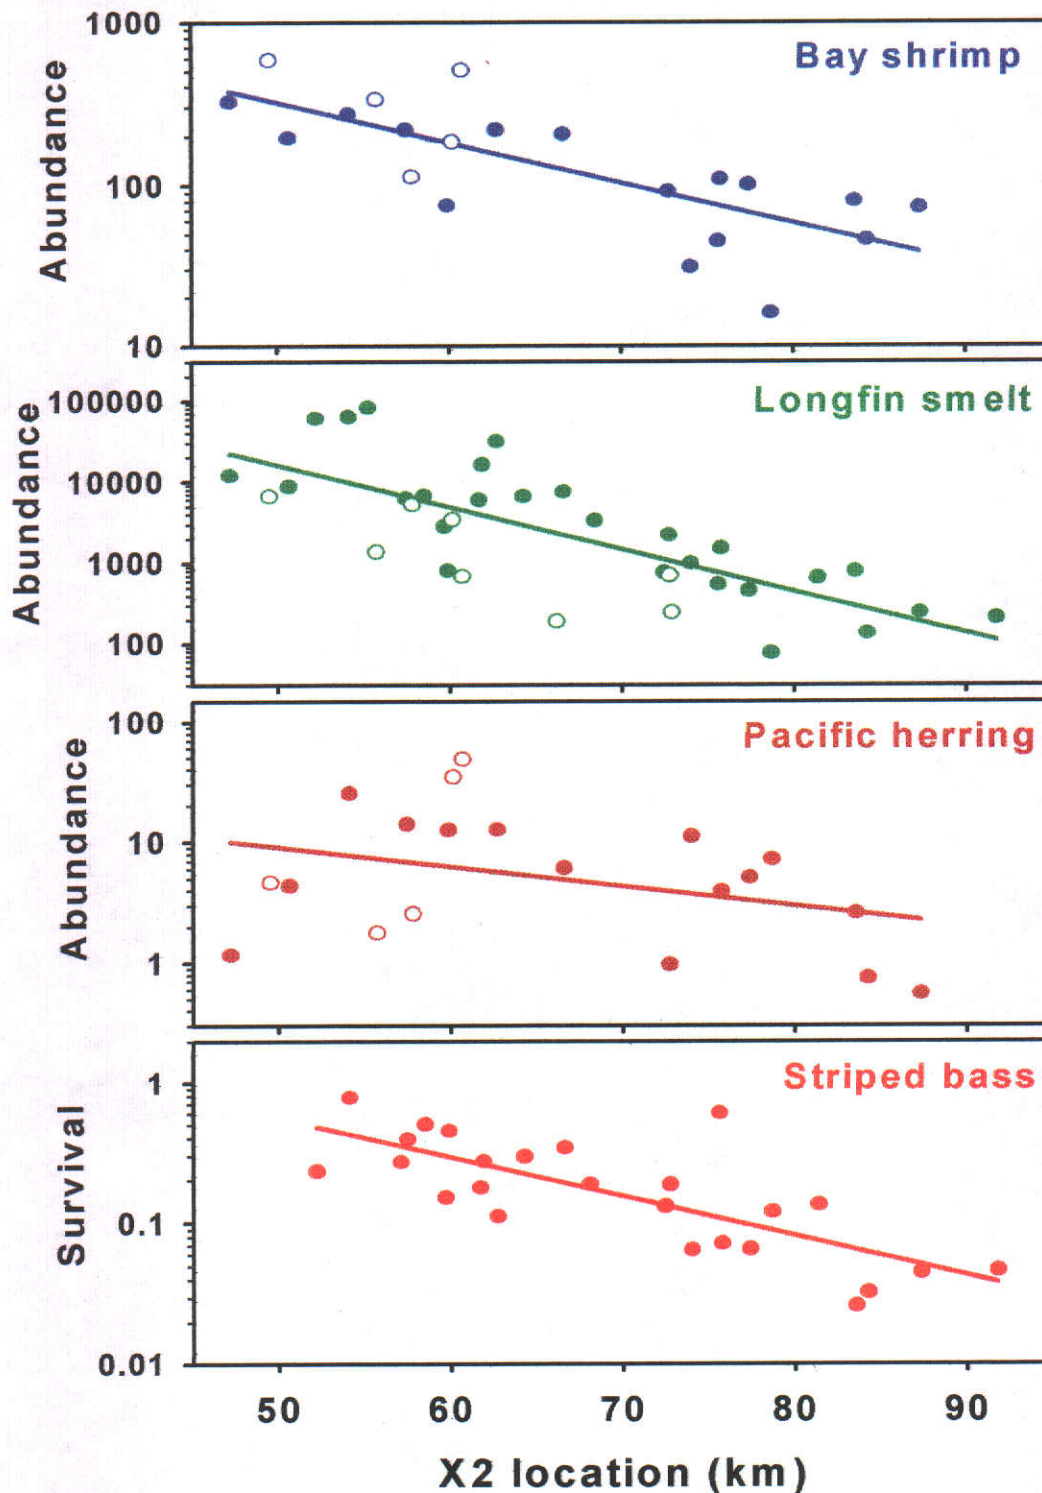 1000
Bay shrimp
Abundance
100
10
100000
Longfin smelt
Abundance
10000
1000
100
100
Pacific herring
Abundance
10
1
1
Striped bass
Survival
0.1
0.01
50 60 70 80 90
X2 location (km)